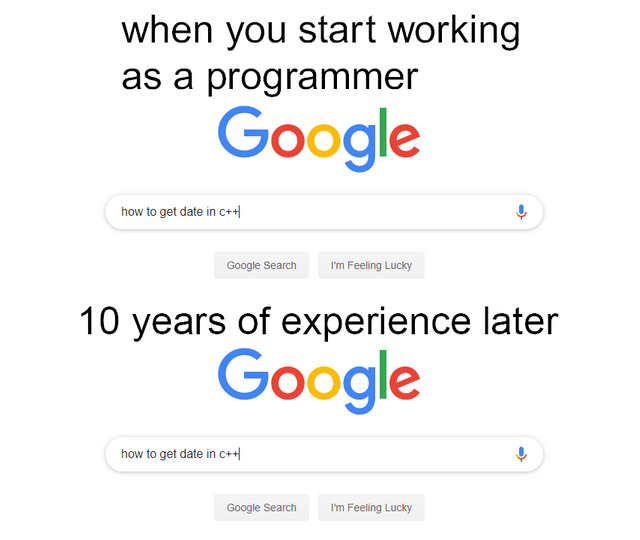 when you start working
as a programmer
Google
how to get date in c++
Google Search I'm Feeling Lucky
10 years of experience later
Google
how to get date in c++
Google Search I'm Feeling Lucky